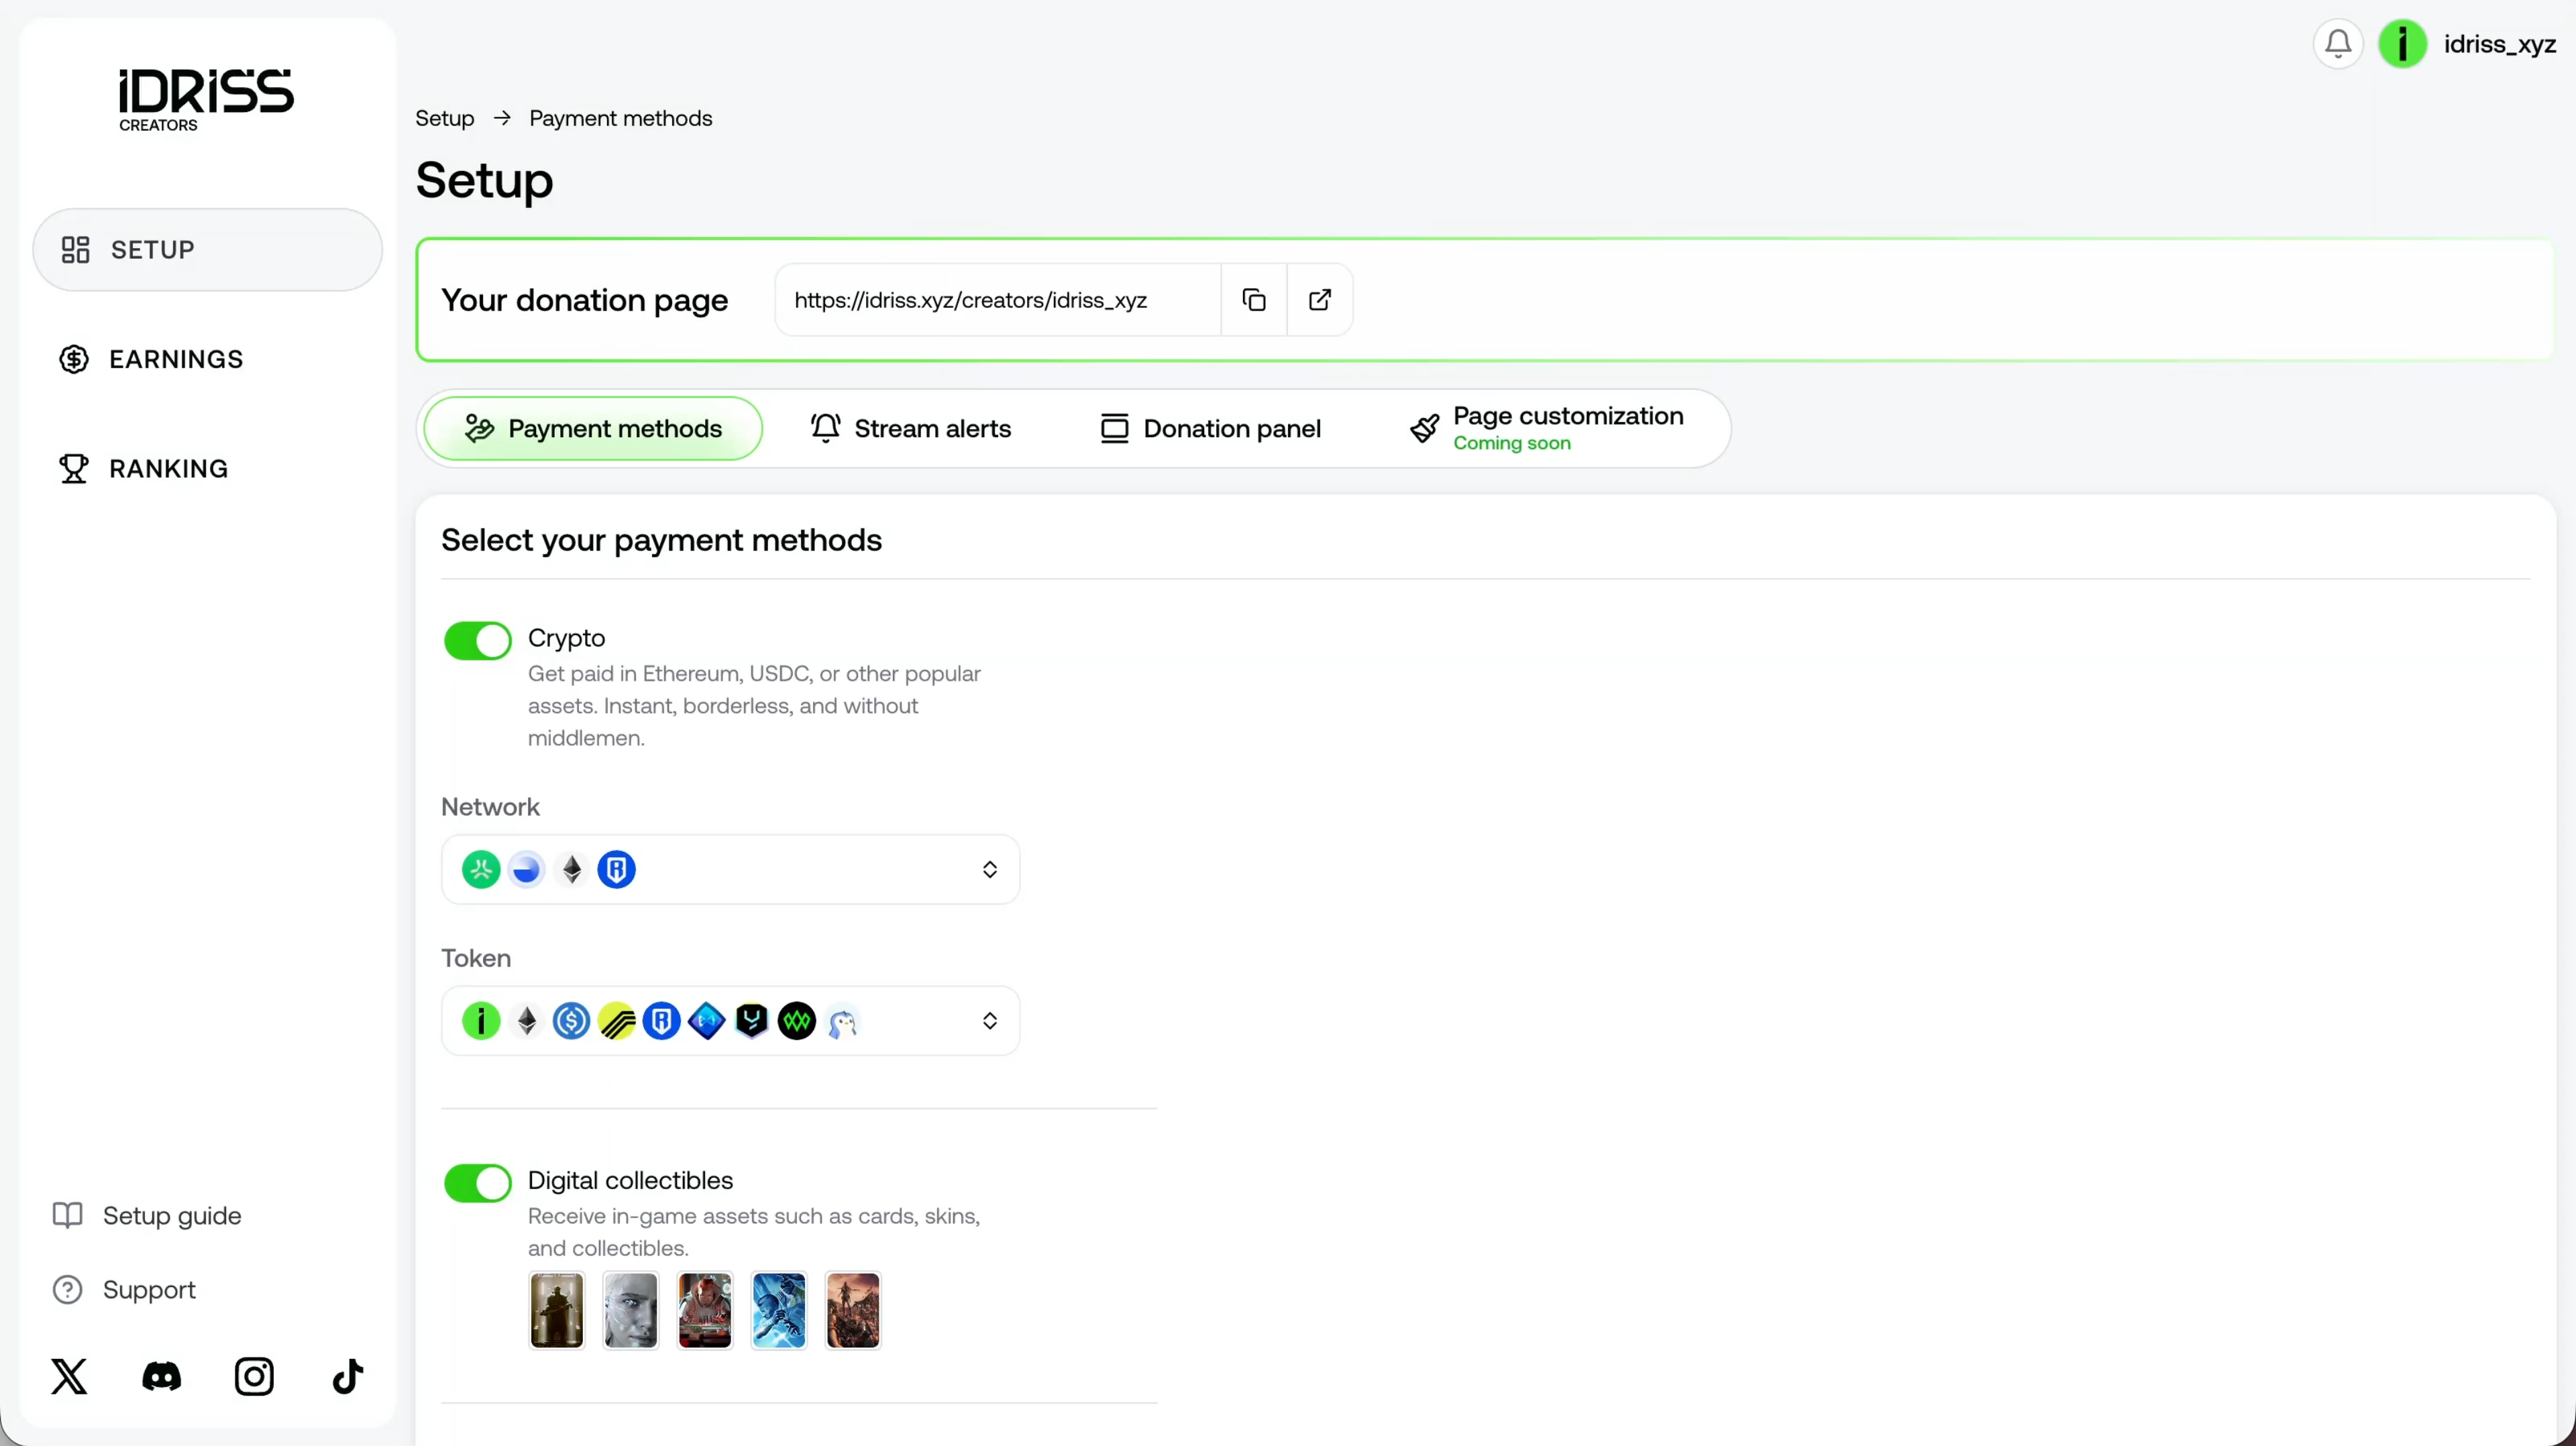 iDRiSS
CREATORS
SETUP
EARNINGS
RANKING
Setup guide
Support
idriss_xyz
Setup → Payment methods
Setup
Your donation page
https://idriss.xyz/creators/idriss_xyz
Payment methods
Stream alerts
Donation panel
Page customization
Coming soon
Select your payment methods
Crypto
Get paid in Ethereum, USDC, or other popular
assets. Instant, borderless, and without
middlemen.
Network
Token
Digital collectibles
Receive in-game assets such as cards, skins,
and collectibles.